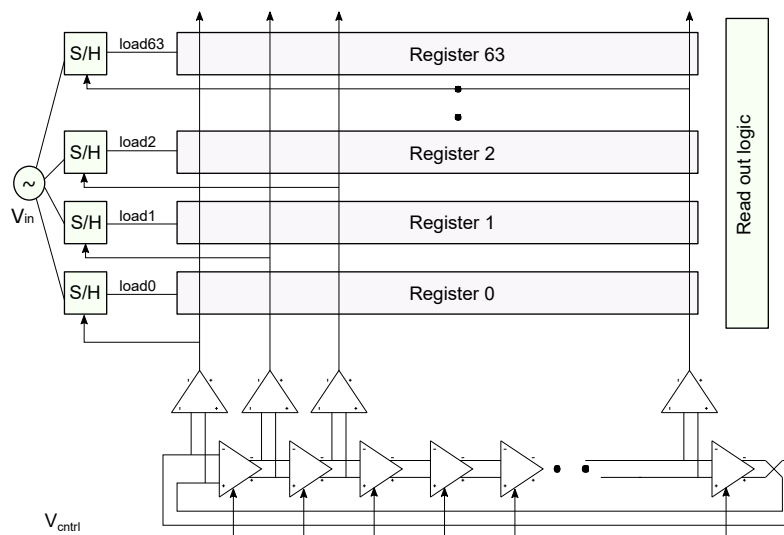 S/H load63 Register 63
S/H load2 Register 2
~
Vin
S/H load1 Register 1
S/H load0 Register 0
Read out logic
Vcntrl